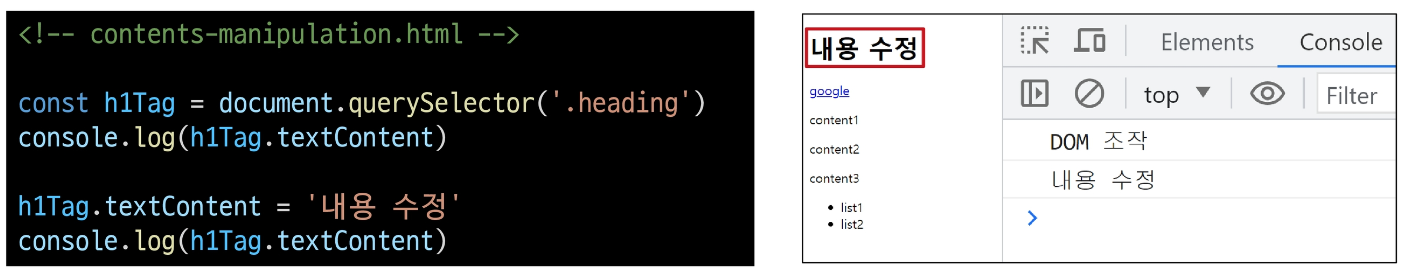 <!-- contents-manipulation.html -->
const h1Tag = document.querySelector('.heading')
console.log(h1Tag.textContent)
h1Tag.textContent = '내용 수정'
console.log(h1Tag.textContent)
내용 수정
google
content1
content2
content3
• list1
• list2
Elements Console
top ▼ Filter
DOM 조작
내용 수정
>